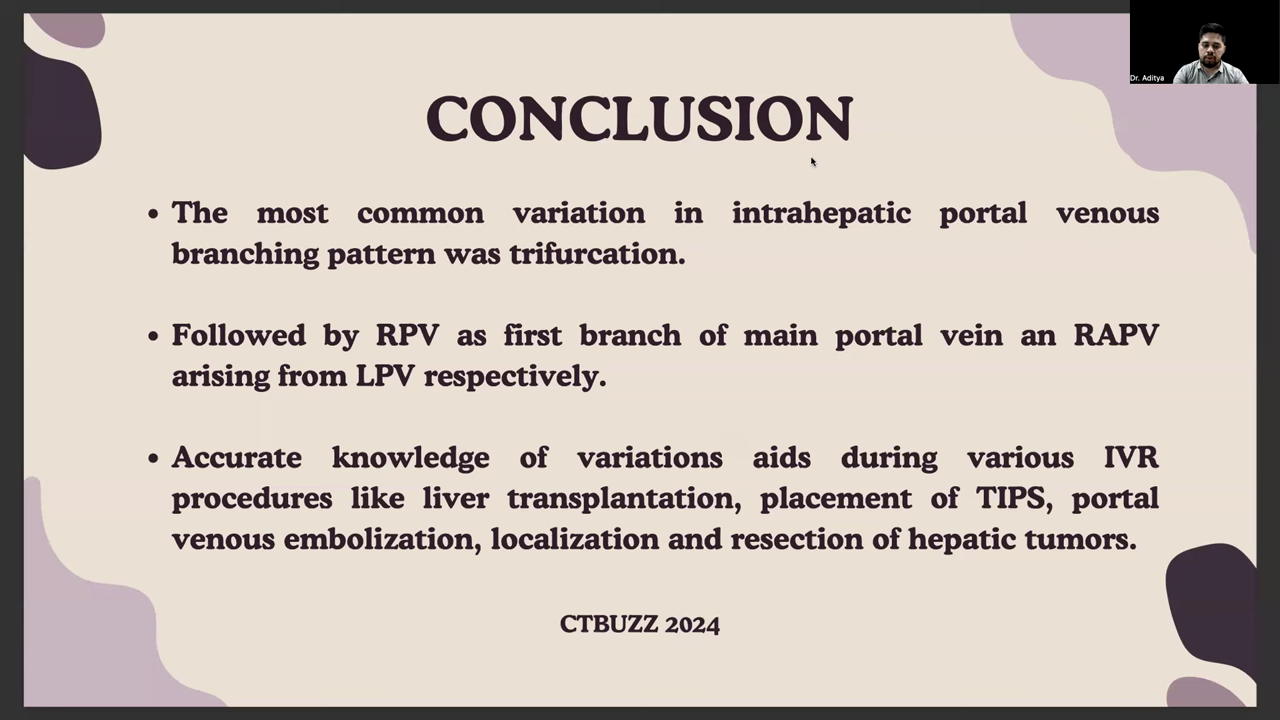 Dr. Aditya
CONCLUSION
• The most common variation in intrahepatic portal venous
branching pattern was trifurcation.
• Followed by RPV as first branch of main portal vein an RAPV
arising from LPV respectively.
• Accurate knowledge of variations aids during various IVR
procedures like liver transplantation, placement of TIPS, portal
venous embolization, localization and resection of hepatic tumors.
CTBUZZ 2024